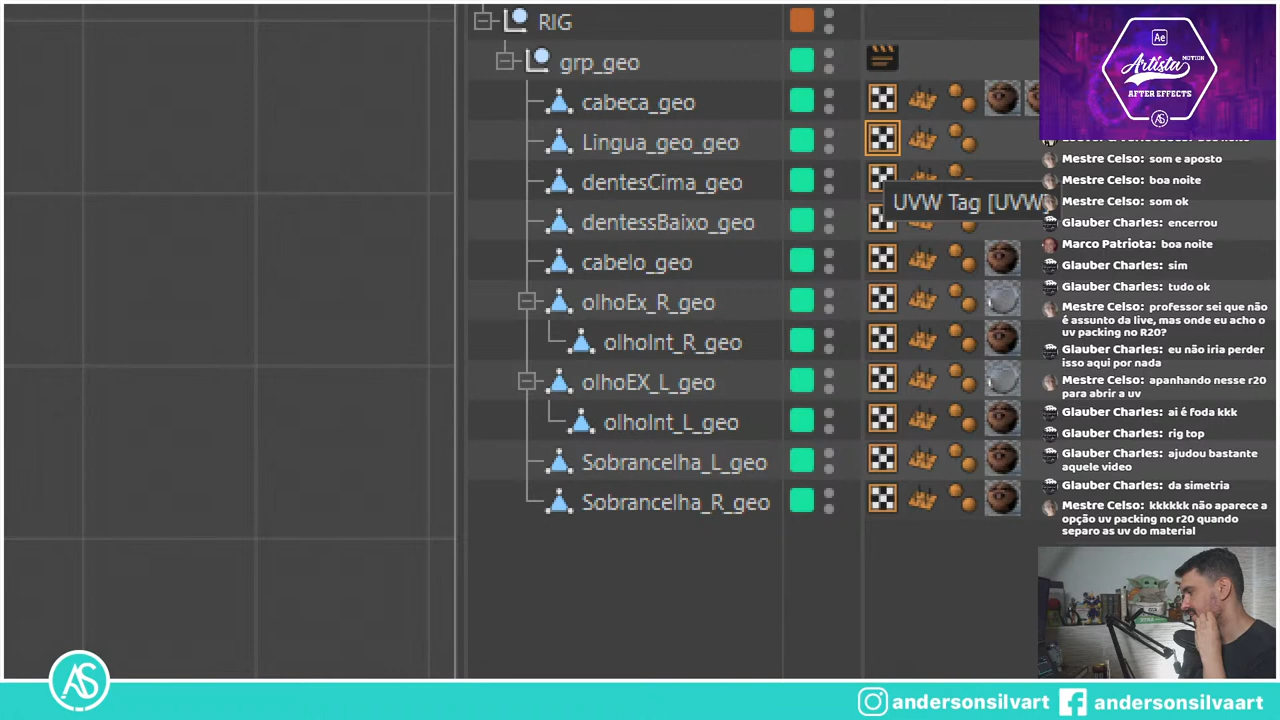 RIG
grp_geo
cabeca_geo
Lingua_geo_geo
dentesCima_geo
dentessBaixo_geo
cabelo_geo
olhoEx_R_geo
olhoInt_R_geo
olhoEX_L_geo
olhoInt_L_geo
Sobrancelha_L_geo
Sobrancelha_R_geo
UVW Tag [UVW]
Ae
Artista
MOTION
AFTER EFFECTS
AS
Mestre Celso: som e aposto
Mestre Celso: boa noite
Mestre Celso: som ok
Glauber Charles: encerrou
Marco Patriota: boa noite
Glauber Charles: sim
Glauber Charles: tudo ok
Mestre Celso: professor sei que não
é assunto da live, mas onde eu acho o
uv packing no R20?
Glauber Charles: eu não iria perder
isso aqui por nada
Mestre Celso: apanhando nesse r20
para abrir a uv
Glauber Charles: ai é foda kkk
Glauber Charles: rig top
Glauber Charles: ajudou bastante
aquele video
Glauber Charles: da simetria
Mestre Celso: kkkkkk não aparece a
opção uv packing no r20 quando
separo as uv do material
AS
andersonsilvart
andersonsilvaart